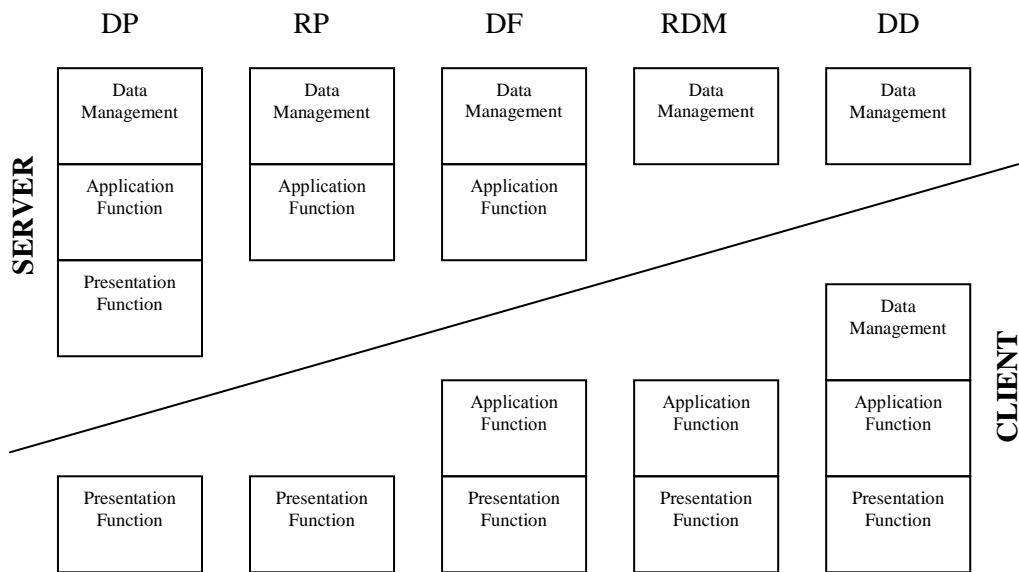 DP RP DF RDM DD
Data Management
Data Management
Data Management
Data Management
Data Management
SERVER
Application Function
Application Function
Application Function
Presentation Function
Data Management
CLIENT
Application Function
Application Function
Application Function
Presentation Function
Presentation Function
Presentation Function
Presentation Function
Presentation Function